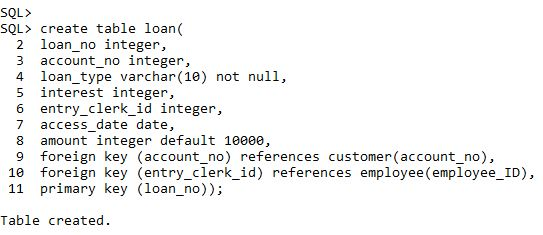 SQL>
SQL> create table loan(
2 loan_no integer,
3 account_no integer,
4 loan_type varchar(10) not null,
5 interest integer,
6 entry_clerk_id integer,
7 access_date date,
8 amount integer default 10000,
9 foreign key (account_no) references customer(account_no),
10 foreign key (entry_clerk_id) references employee(employee_ID),
11 primary key (loan_no));
Table created.